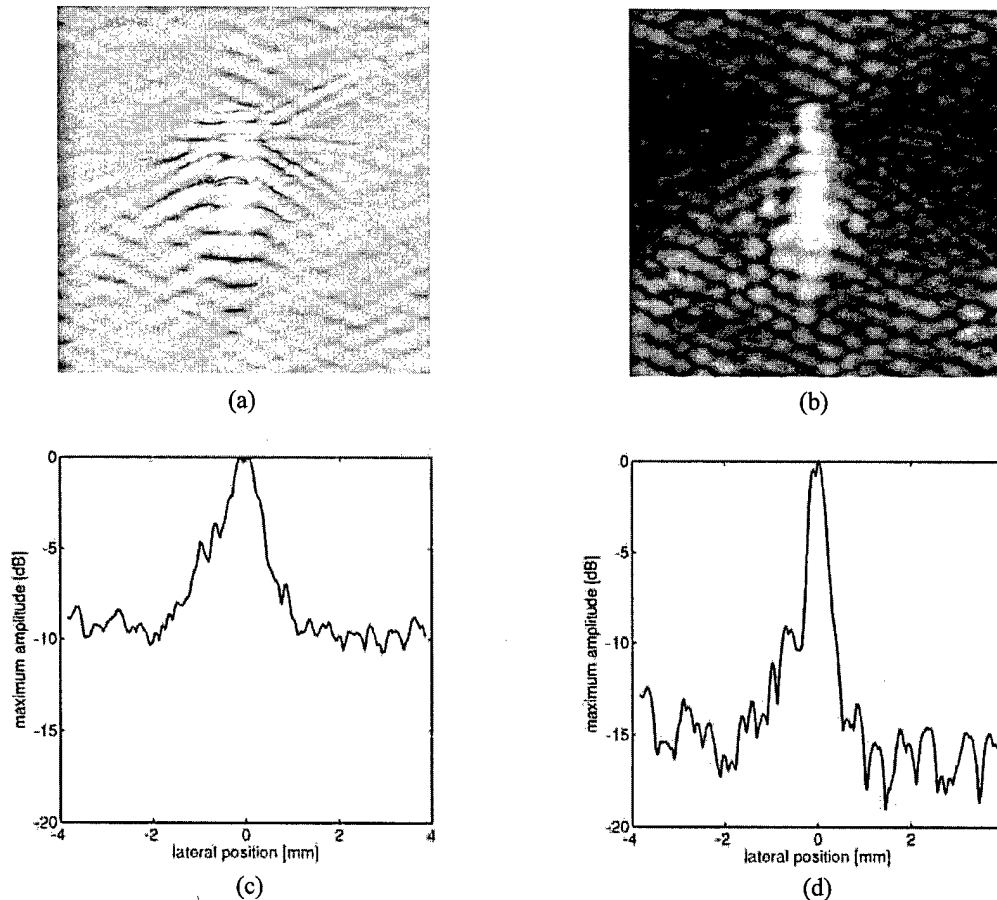 (a)
(b)
0
-5
-10
-15
-20
-4
-2
0
2
4
maximum amplitude [dB]
lateral position [mm]
(c)
0
-5
-10
-15
-20
-4
-2
0
2
maximum amplitude [dB]
lateral position [mm]
(d)